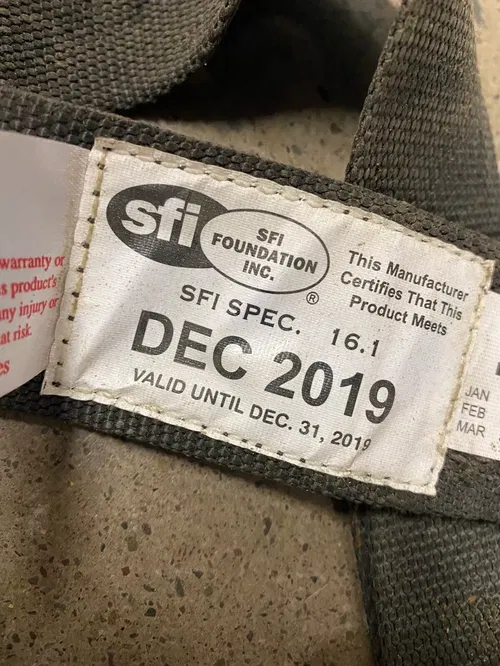 sfi
SFI
FOUNDATION
INC.
®
This Manufacturer
Certifies That This
Product Meets
SFI SPEC. 16.1
DEC 2019
VALID UNTIL DEC. 31, 2019
warranty or
product's
any injury or
at risk
JAN
FEB
MAR